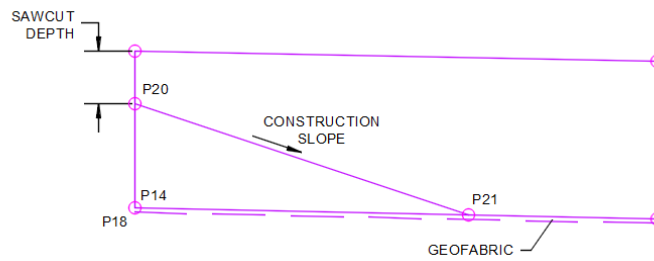 SAWCUT
DEPTH
P20
CONSTRUCTION
SLOPE
P14
P18
P21
GEOFABRIC